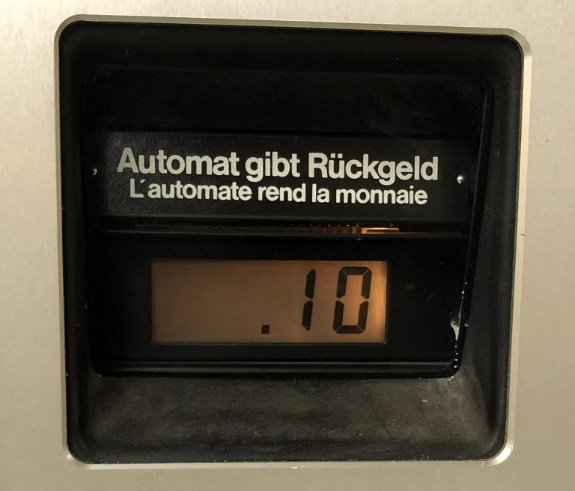 Automat gibt Rückgeld
L'automate rend la monnaie
.10